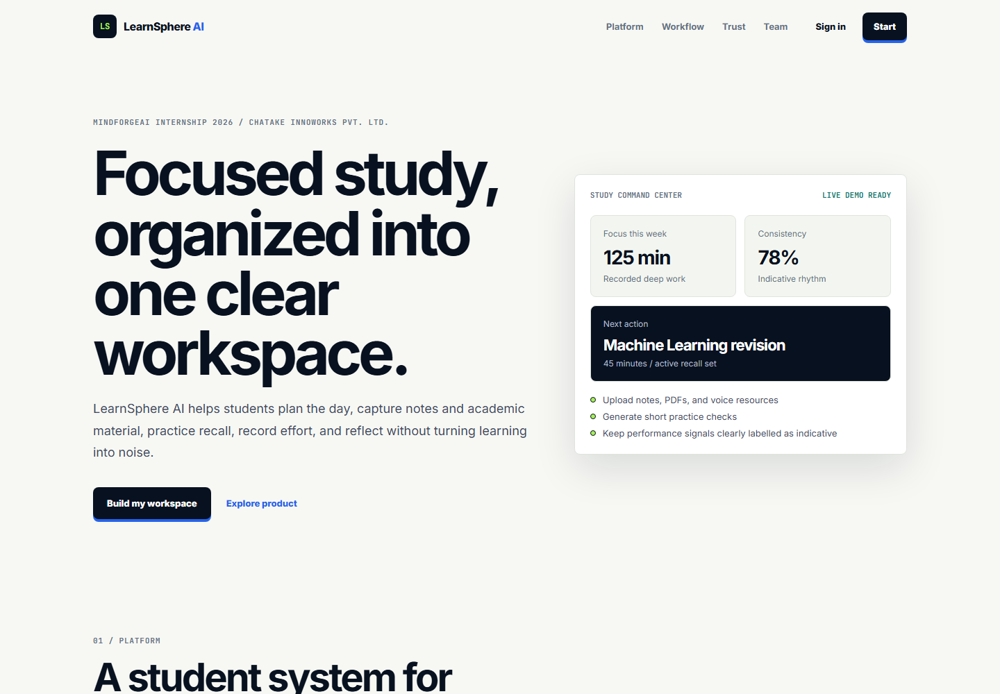 LS LearnSphere AI
Platform Workflow Trust Team Sign in Start
MINDFORGEAI INTERNSHIP 2026 / CHATAKE INNOWORKS PVT. LTD.
Focused study,
organized into
one clear
workspace.
LearnSphere AI helps students plan the day, capture notes and academic
material, practice recall, record effort, and reflect without turning learning
into noise.
Build my workspace Explore product
STUDY COMMAND CENTER LIVE DEMO READY
Focus this week
125 min
Recorded deep work
Consistency
78%
Indicative rhythm
Next action
Machine Learning revision
45 minutes / active recall set
Upload notes, PDFs, and voice resources
Generate short practice checks
Keep performance signals clearly labelled as indicative
01 / PLATFORM
A student system for